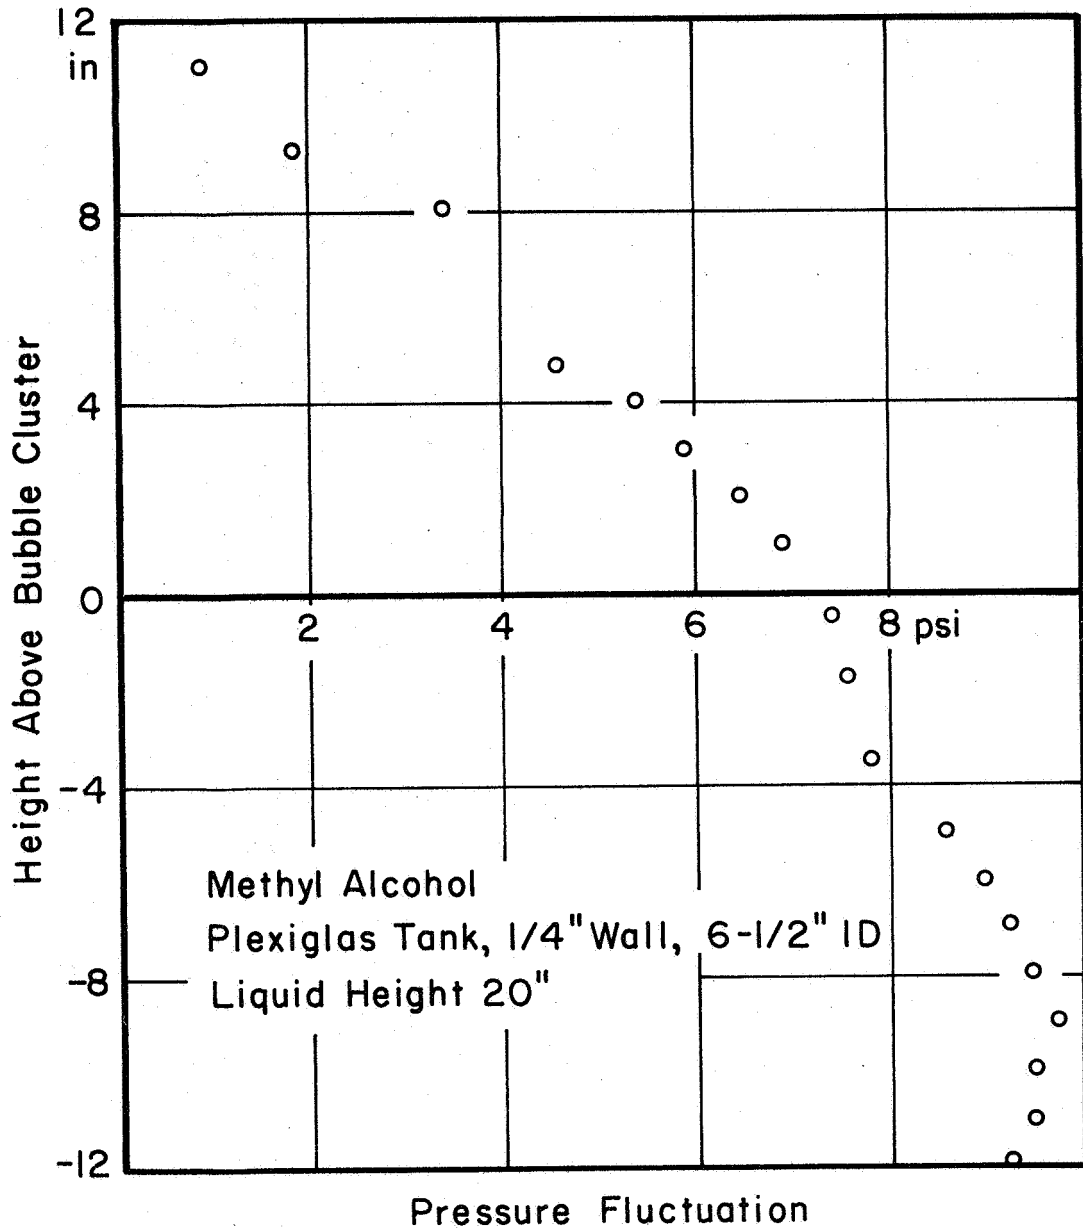 12
in
8
4
0
-4
-8
-12
2
4
6
8 psi
Height Above Bubble Cluster
Methyl Alcohol
Plexiglas Tank, 1/4" Wall, 6-1/2" ID
Liquid Height 20"
Pressure Fluctuation